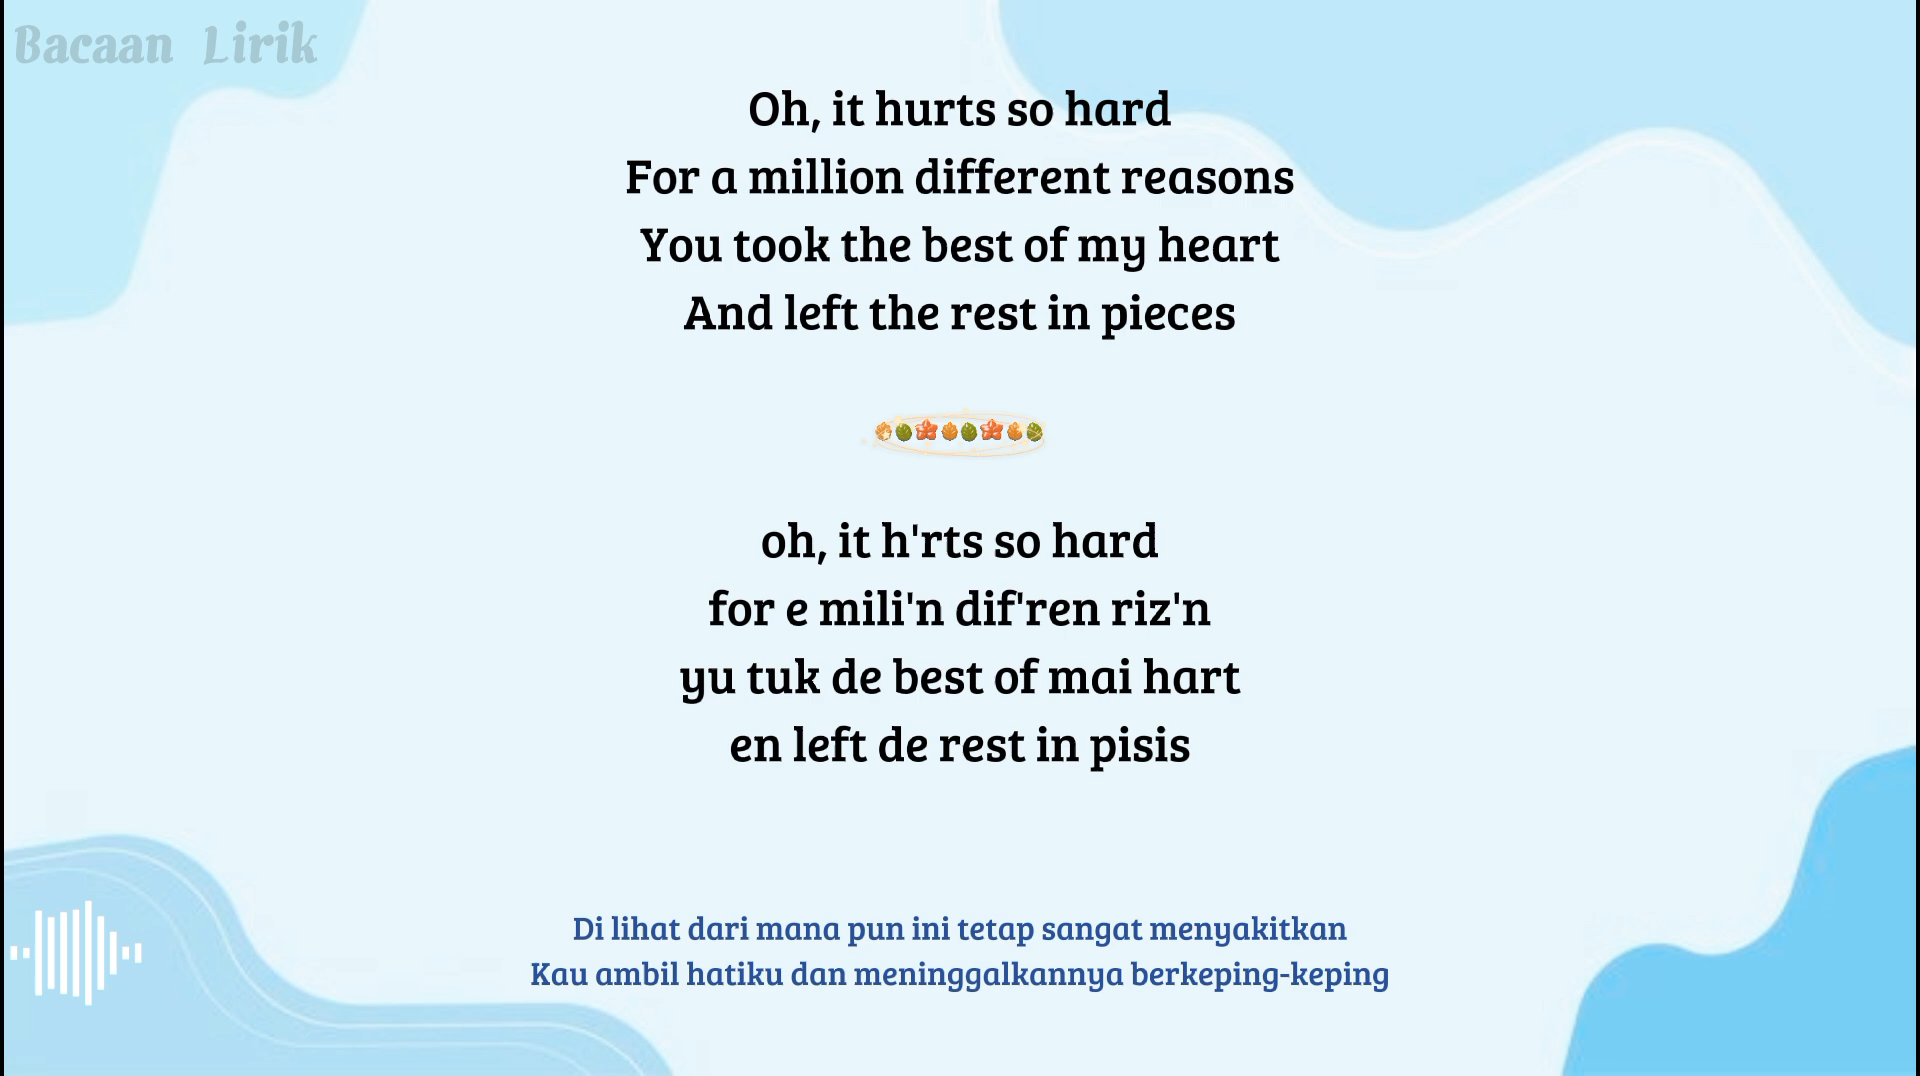 Bacaan Lirik
Oh, it hurts so hard
For a million different reasons
You took the best of my heart
And left the rest in pieces
oh, it h'rts so hard
for e mili'n dif'ren riz'n
yu tuk de best of mai hart
en left de rest in pisis
Di lihat dari mana pun ini tetap sangat menyakitkan
Kau ambil hatiku dan meninggalkannya berkeping-keping